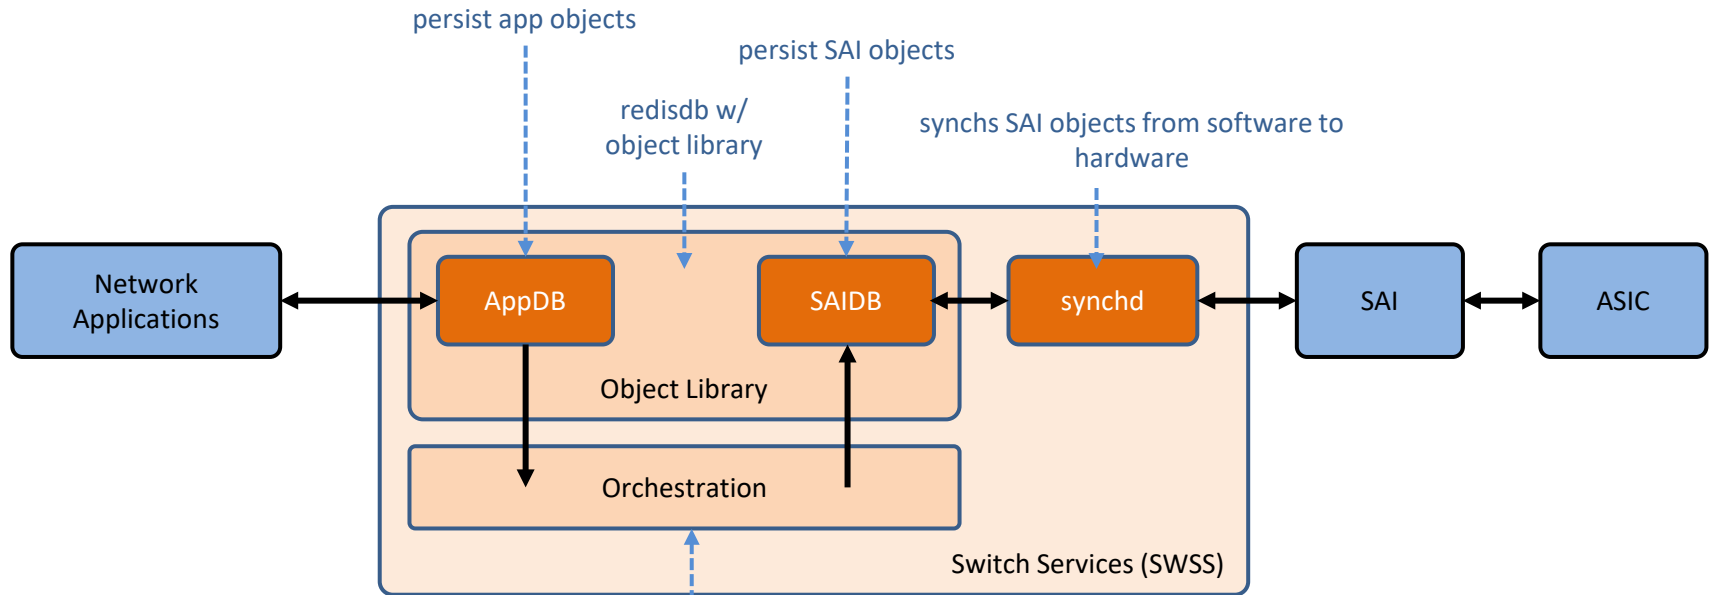 persist app objects
persist SAI objects
redisdb w/
object library
synchs SAI objects from software to
hardware
Network
Applications
AppDB
SAIDB
synchd
SAI
ASIC
Object Library
Orchestration
Switch Services (SWSS)